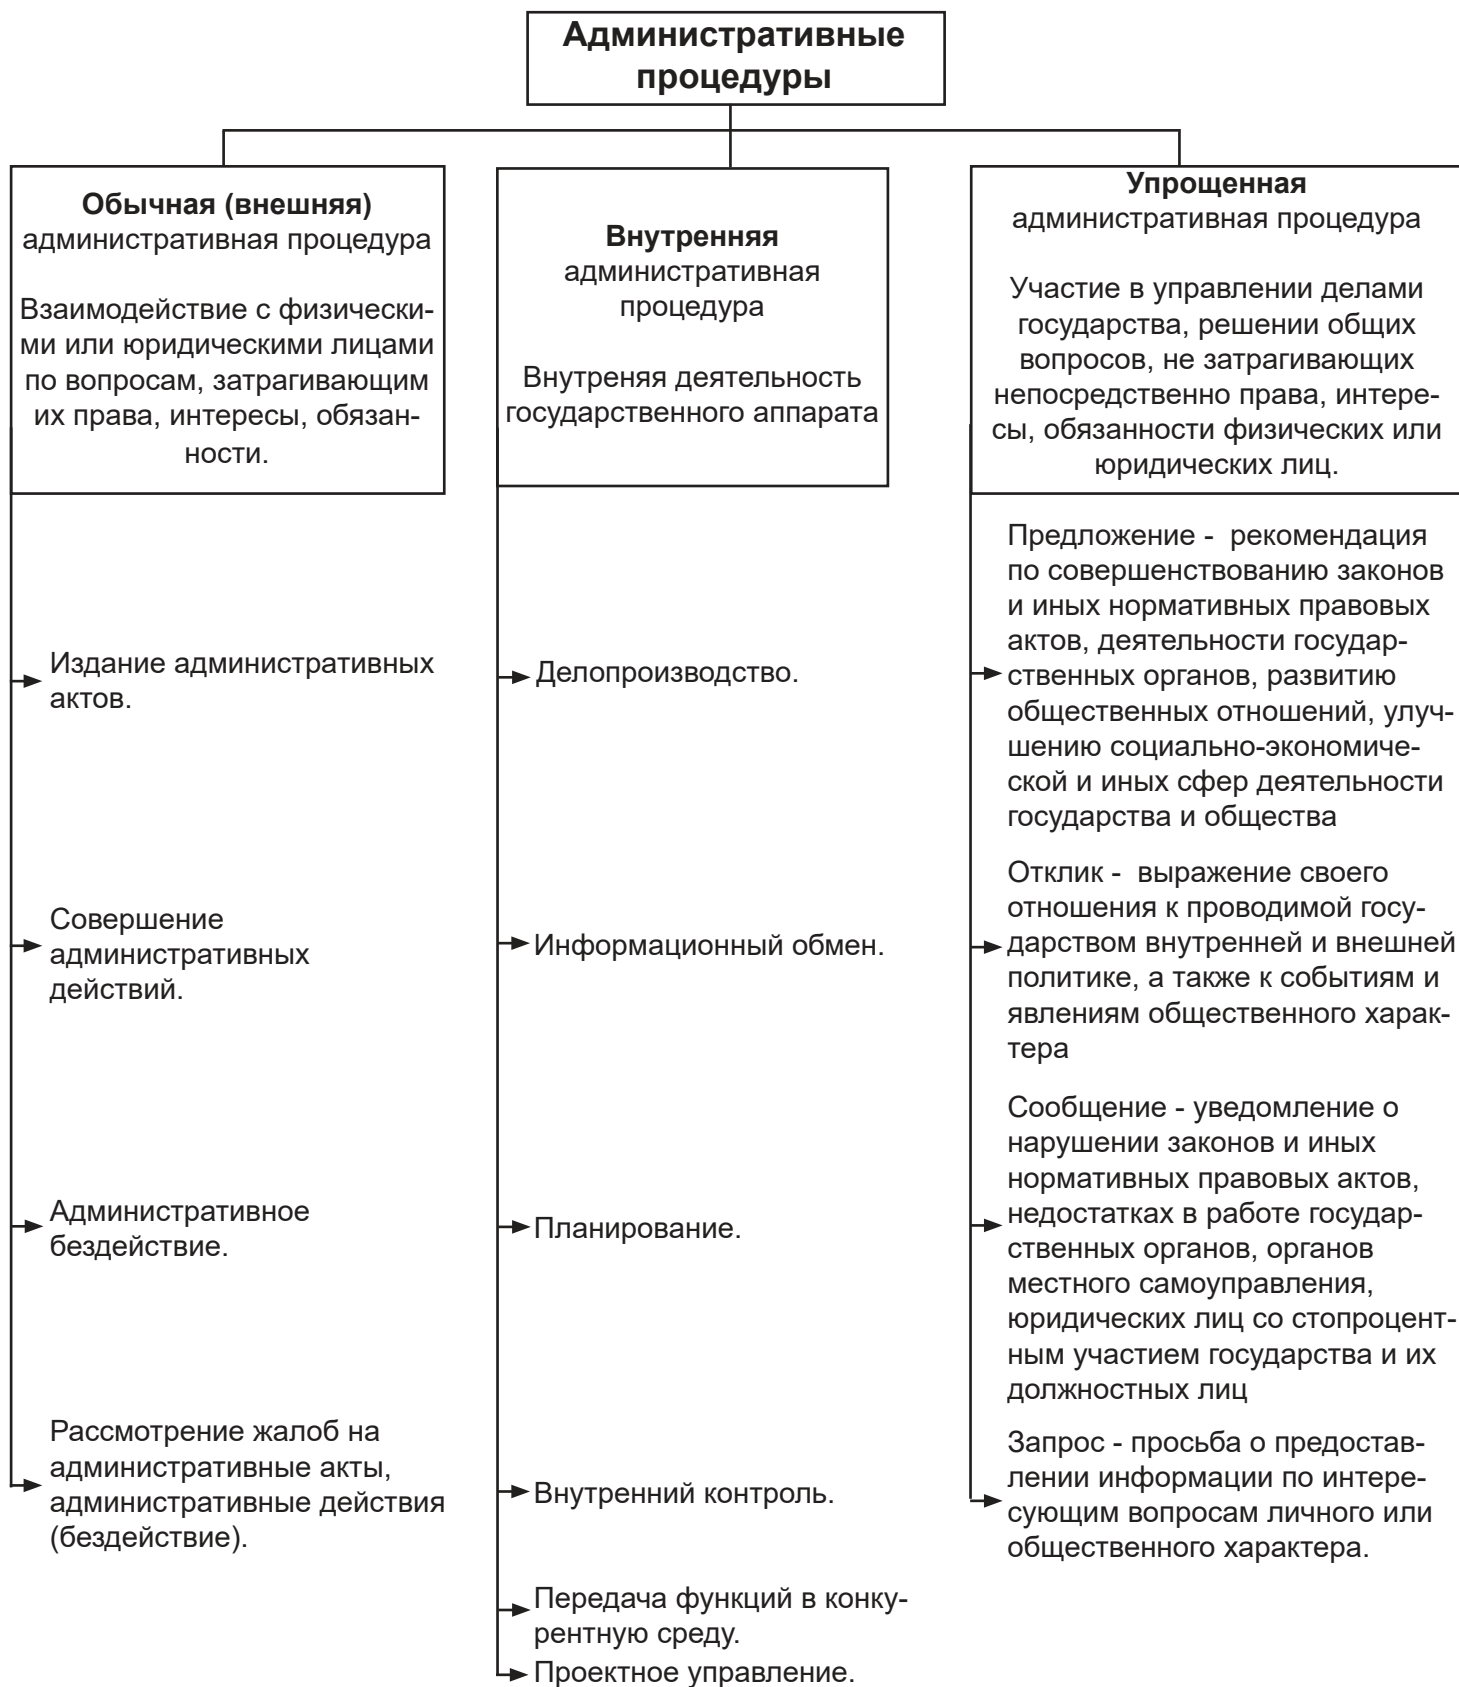 Административные
процедуры
Обычная (внешняя)
административная процедура
Взаимодействие с физически-
ми или юридическими лицами
по вопросам, затрагивающим
их права, интересы, обязан-
ности.
Издание административных
актов.
Совершение
административных
действий.
Административное
бездействие.
Рассмотрение жалоб на
административные акты,
административные действия
(бездействие).
Внутренняя
административная
процедура
Внутреняя деятельность
государственного аппарата
Делопроизводство.
Информационный обмен.
Планирование.
Внутренний контроль.
Передача функций в конку-
рентную среду.
Проектное управление.
Упрощенная
административная процедура
Участие в управлении делами
государства, решении общих
вопросов, не затрагивающих
непосредственно права, интере-
сы, обязанности физических или
юридических лиц.
Предложение -  рекомендация
по совершенствованию законов
и иных нормативных правовых
актов, деятельности государ-
ственных органов, развитию
общественных отношений, улуч-
шению социально-экономиче-
ской и иных сфер деятельности
государства и общества
Отклик -  выражение своего
отношения к проводимой госу-
дарством внутренней и внешней
политике, а также к событиям и
явлениям общественного харак-
тера
Сообщение - уведомление о
нарушении законов и иных
нормативных правовых актов,
недостатках в работе государ-
ственных органов, органов
местного самоуправления,
юридических лиц со стопроцент-
ным участием государства и их
должностных лиц
Запрос - просьба о предостав-
лении информации по интере-
сующим вопросам личного или
общественного характера.